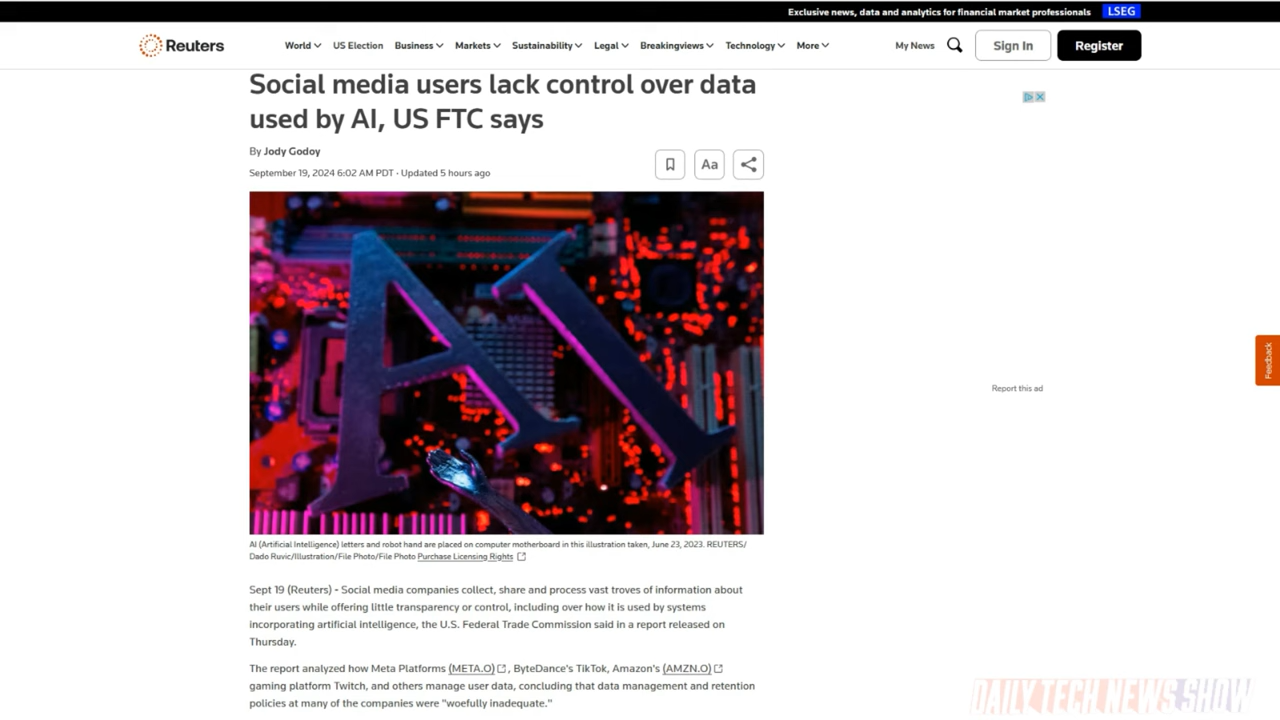 Exclusive news, data and analytics for financial market professionals LSEG
Reuters World US Election Business Markets Sustainability Legal Breakingviews Technology More My News Sign In Register
Social media users lack control over data
used by AI, US FTC says
By Jody Godoy
September 19, 2024 6:02 AM PDT · Updated 5 hours ago
Aa
AI
Feedback
Report this ad
AI (Artificial Intelligence) letters and robot hand are placed on computer motherboard in this illustration taken, June 23, 2023. REUTERS/
Dado Ruvic/Illustration/File Photo/File Photo Purchase Licensing Rights
Sept 19 (Reuters) - Social media companies collect, share and process vast troves of information about
their users while offering little transparency or control, including over how it is used by systems
incorporating artificial intelligence, the U.S. Federal Trade Commission said in a report released on
Thursday.
The report analyzed how Meta Platforms (META.O), ByteDance's TikTok, Amazon's (AMZN.O)
gaming platform Twitch, and others manage user data, concluding that data management and retention
policies at many of the companies were "woefully inadequate."
DAILY TECH NEWS SHOW